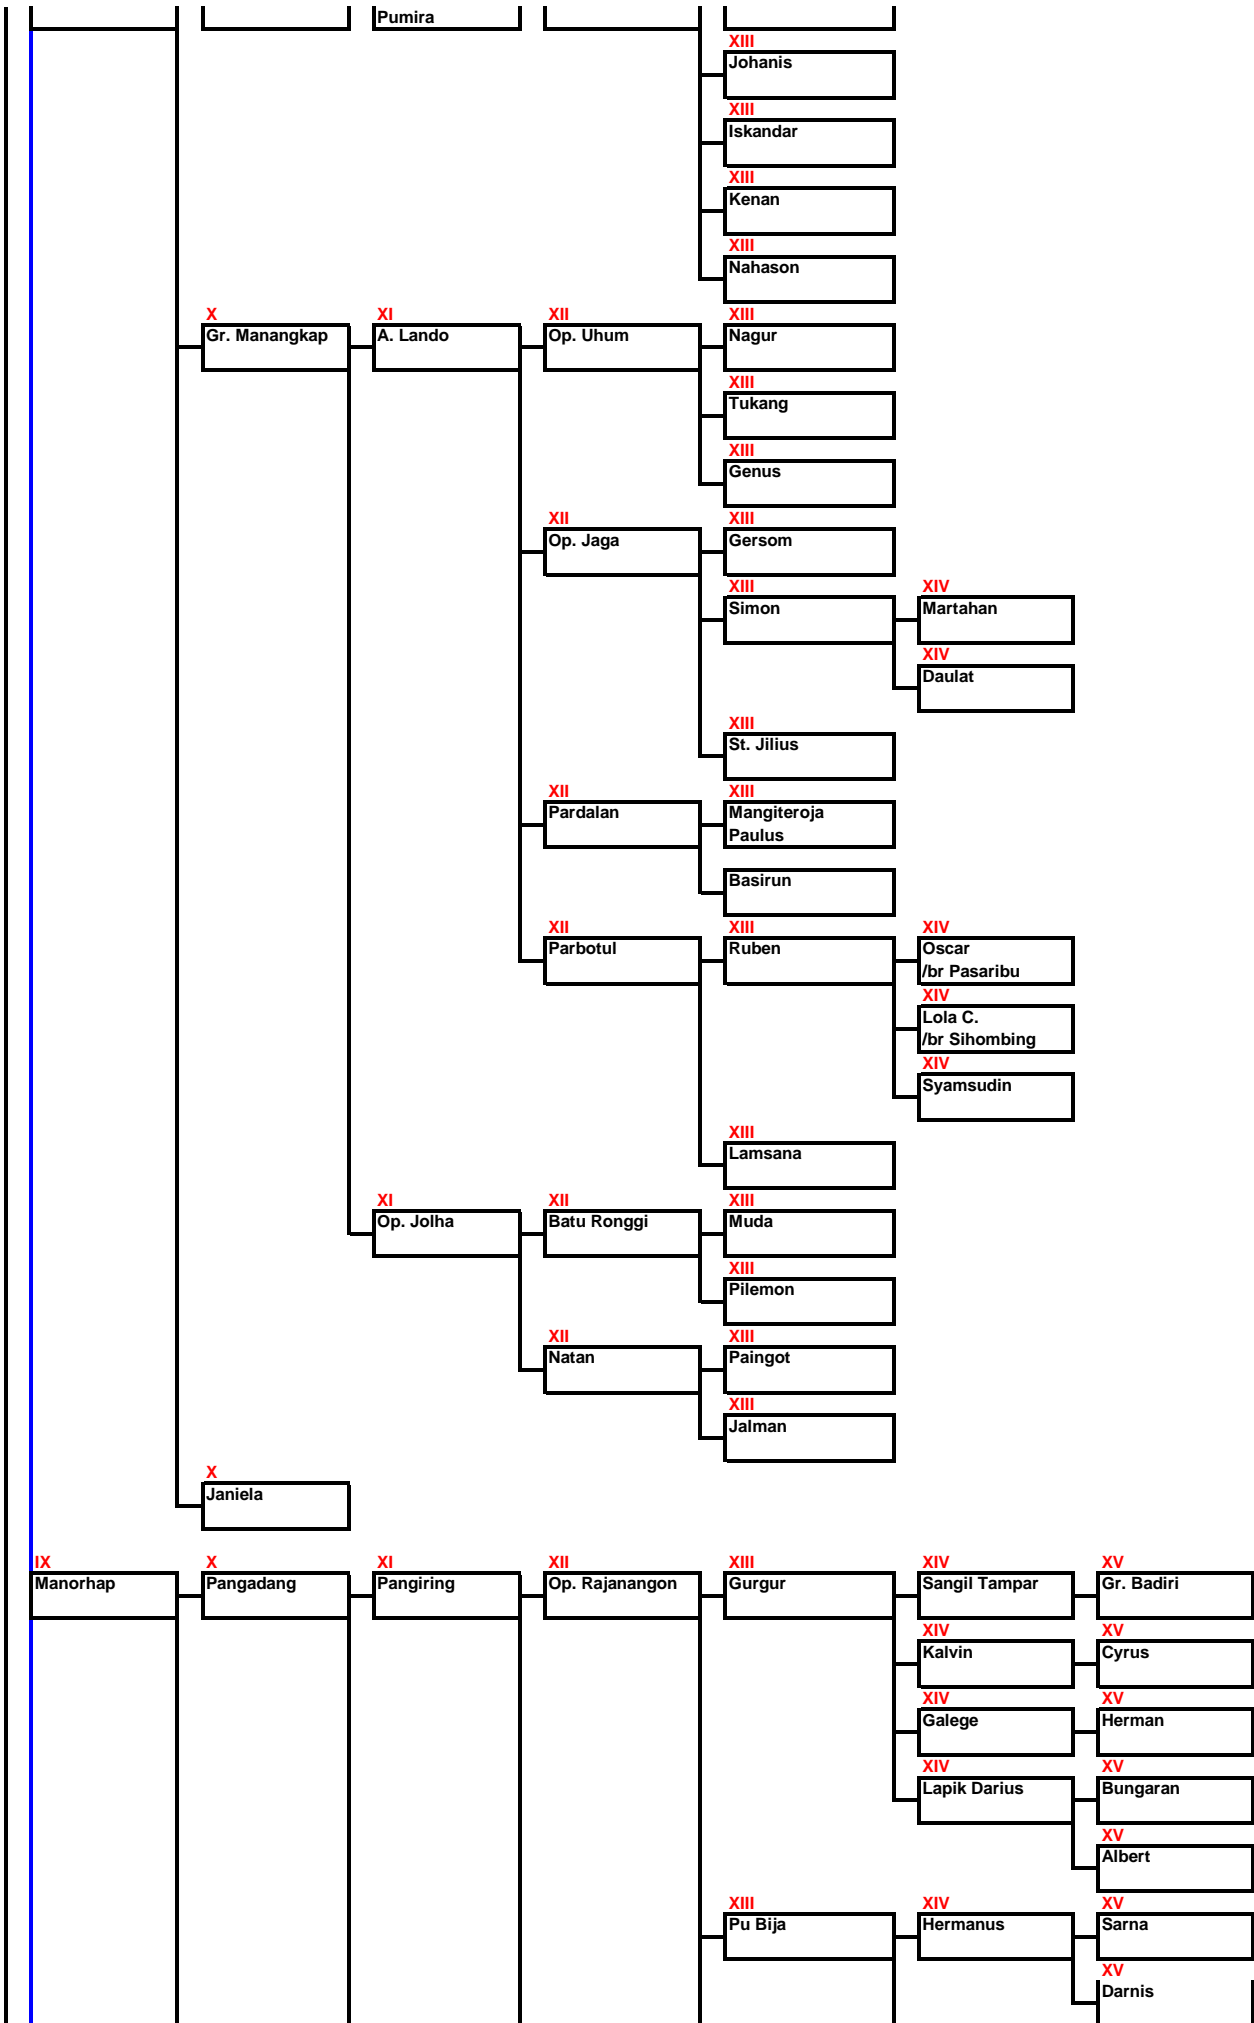 Pumira
XIII
Johanis
XIII
Iskandar
XIII
Kenan
XIII
Nahason
X XI XII XIII
Gr. Manangkap A. Lando Op. Uhum Nagur
XIII
Tukang
XIII
Genus
XII XIII
Op. Jaga Gersom
XIII XIV
Simon Martahan
XIV
Daulat
XIII
St. Jilius
XII XIII
Pardalan Mangiteroja
Paulus
Basirun
XII XIII XIV
Parbotul Ruben Oscar
/br Pasaribu
XIV
Lola C.
/br Sihombing
XIV
Syamsudin
XIII
Lamsana
XI XII XIII
Op. Jolha Batu Ronggi Muda
XIII
Pilemon
XII XIII
Natan Paingot
XIII
Jalman
X
Janiela
IX X XI XII XIII XIV XV
Manorhap Pangadang Pangiring Op. Rajanangon Gurgur Sangil Tampar Gr. Badiri
XIV XV
Kalvin Cyrus
XIV XV
Galege Herman
XIV XV
Lapik Darius Bungaran
XV
Albert
XIII XIV XV
Pu Bija Hermanus Sarna
XV
Darnis